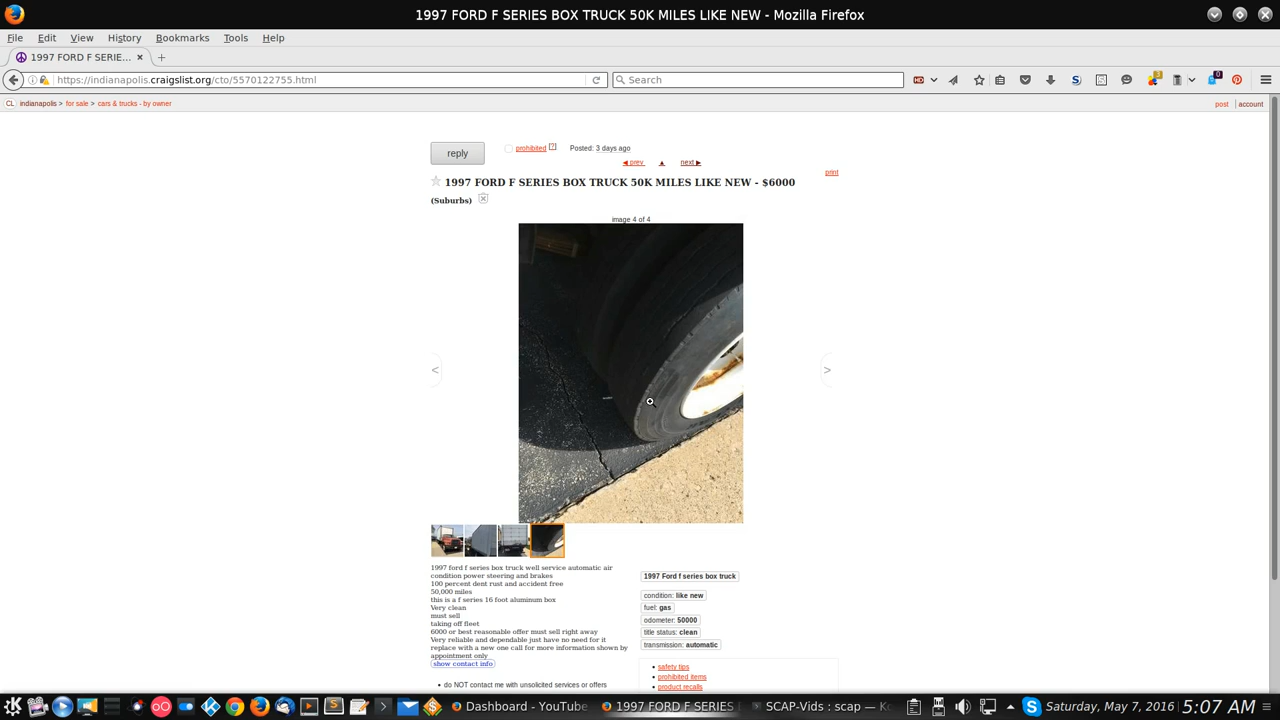 1997 FORD F SERIES BOX TRUCK 50K MILES LIKE NEW - Mozilla Firefox
File Edit View History Bookmarks Tools Help
1997 FORD F SERIE... × +
https://indianapolis.craigslist.org/cto/5570122755.html
Search
CL indianapolis > for sale > cars & trucks - by owner
post account
reply
prohibited [?] Posted: 3 days ago
◀ prev ▲ next ▶
print
1997 FORD F SERIES BOX TRUCK 50K MILES LIKE NEW - $6000
(Suburbs)
image 4 of 4
< >
1997 ford f series box truck well service automatic air
condition power steering and brakes
100 percent dent rust and accident free
50,000 miles
this is a f series 16 foot aluminum box
Very clean
must sell
taking off fleet
6000 or best reasonable offer must sell right away
Very reliable and dependable just have no need for it
replace with a new one call for more information shown by
appointment only
show contact info
• do NOT contact me with unsolicited services or offers
1997 Ford f series box truck
condition: like new
fuel: gas
odometer: 50000
title status: clean
transmission: automatic
• safety tips
• prohibited items
• product recalls
Dashboard - YouTube
1997 FORD F SERIES
SCAP-Vids : scap — Ko
Saturday, May 7, 2016 5:07 AM